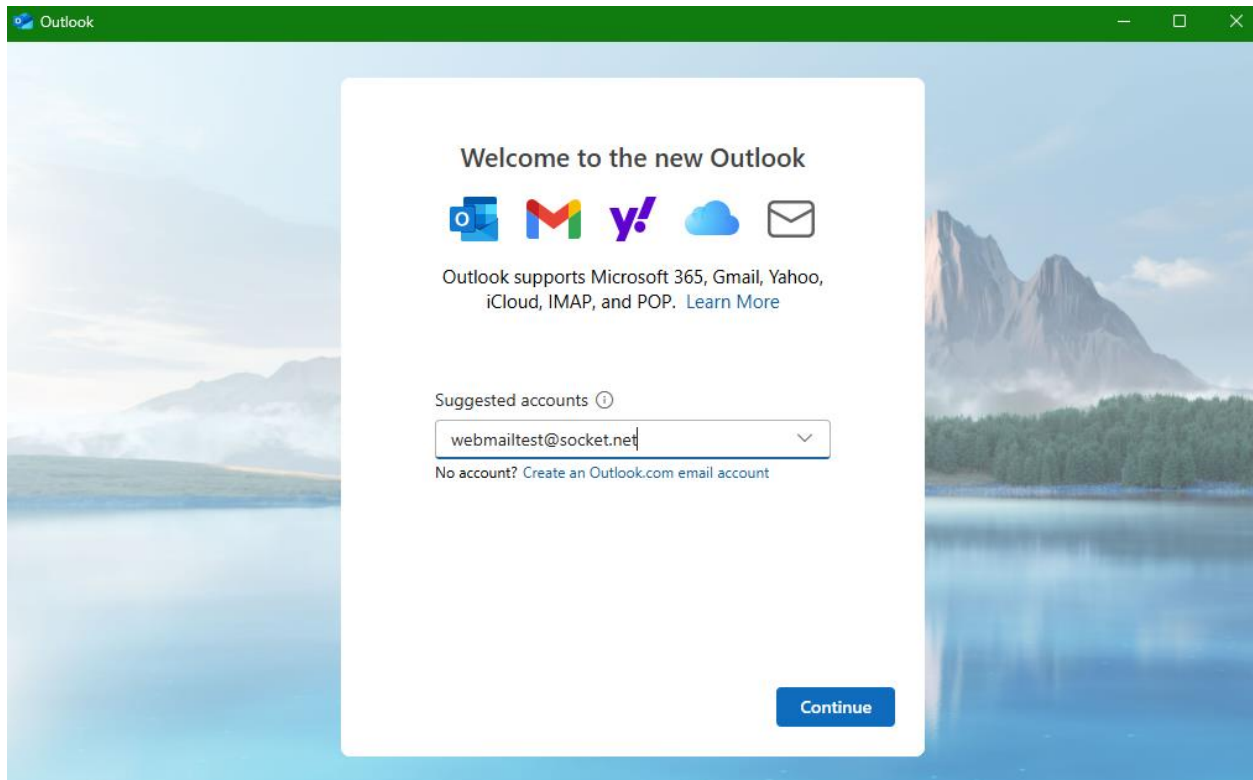 Outlook
Welcome to the new Outlook
Outlook supports Microsoft 365, Gmail, Yahoo,
iCloud, IMAP, and POP. Learn More
Suggested accounts
webmailtest@socket.net
No account? Create an Outlook.com email account
Continue